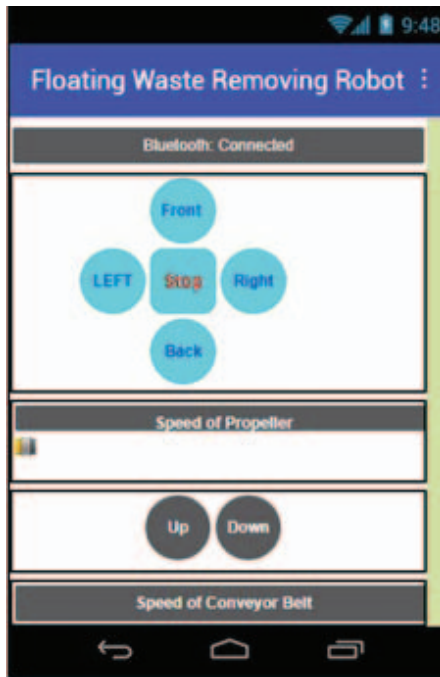 9:48
Floating Waste Removing Robot
Bluetooth: Connected
Front
LEFT Stop Right
Back
Speed of Propeller
Up Down
Speed of Conveyor Belt